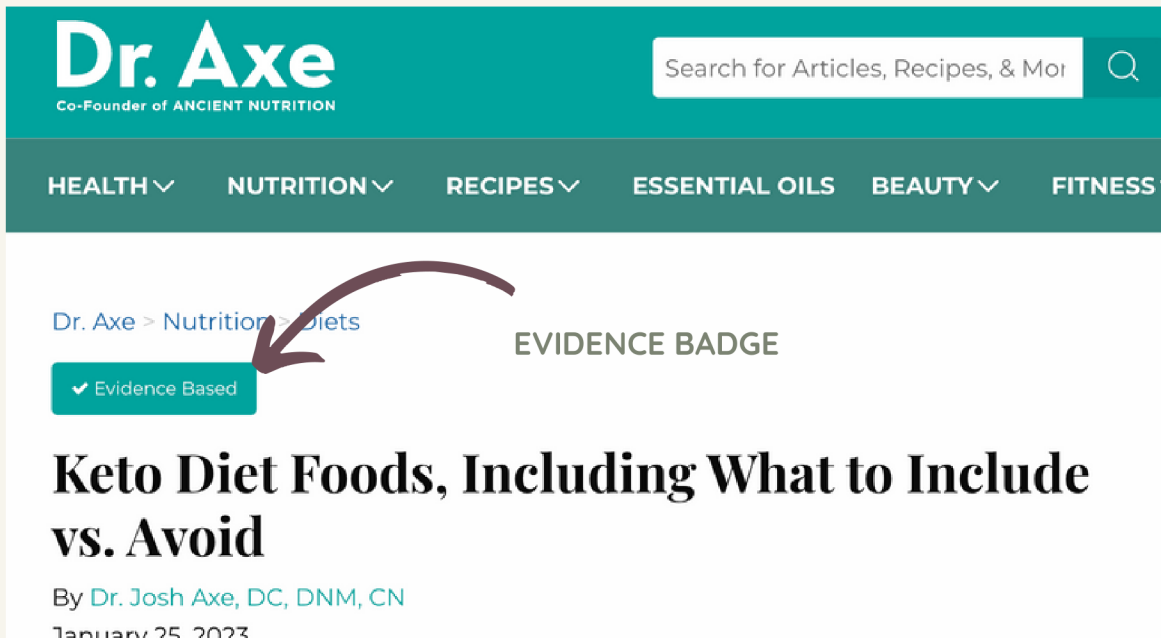 Dr. Axe
Co-Founder of ANCIENT NUTRITION
Search for Articles, Recipes, & Mor
HEALTH NUTRITION RECIPES ESSENTIAL OILS BEAUTY FITNESS
Dr. Axe > Nutrition > Diets
EVIDENCE BADGE
Evidence Based
Keto Diet Foods, Including What to Include
vs. Avoid
By Dr. Josh Axe, DC, DNM, CN
January 25, 2023